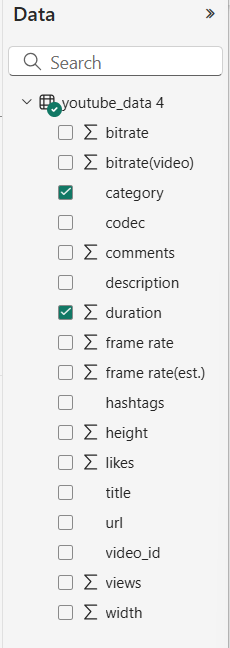 Data
Search
youtube_data 4
∑ bitrate
∑ bitrate(video)
category
codec
∑ comments
description
∑ duration
∑ frame rate
∑ frame rate(est.)
hashtags
∑ height
∑ likes
title
url
video_id
∑ views
∑ width